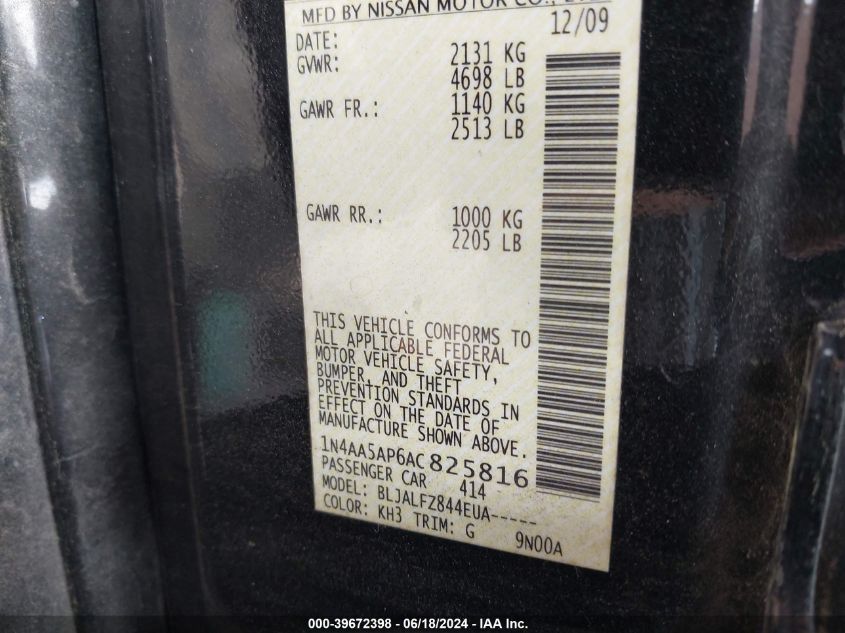 MFD BY NISSAN MOTOR CO.,
DATE: 12/09
GVWR: 2131 KG
4698 LB
GAWR FR.: 1140 KG
2513 LB
GAWR RR.: 1000 KG
2205 LB
THIS VEHICLE CONFORMS TO
ALL APPLICABLE FEDERAL
MOTOR VEHICLE SAFETY,
BUMPER, AND THEFT
PREVENTION STANDARDS IN
EFFECT ON THE DATE OF
MANUFACTURE SHOWN ABOVE.
1N4AA5AP6AC825816
PASSENGER CAR 414
MODEL: BLJALFZ844EUA-----
COLOR: KH3 TRIM: G 9N00A
000-39672398 - 06/18/2024 - IAA Inc.